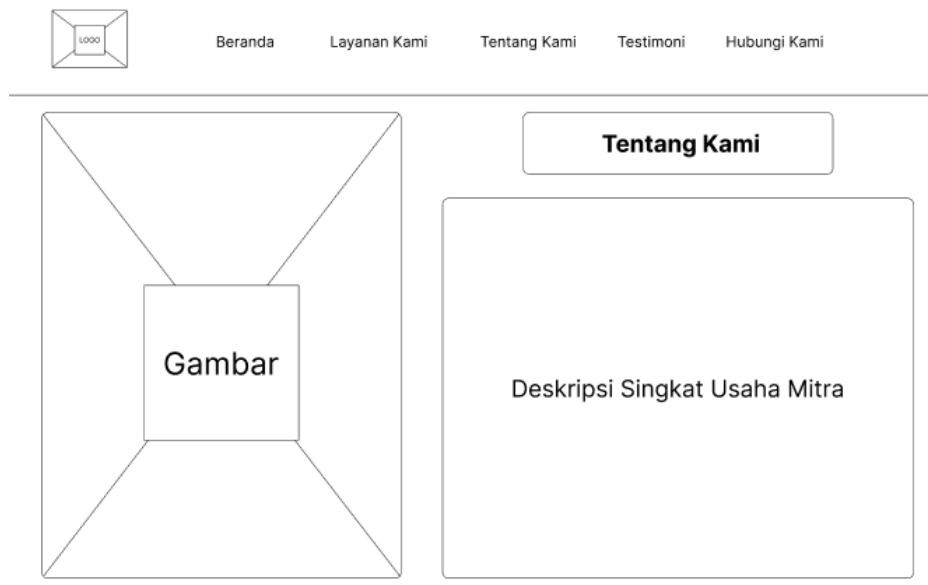 LOGO
Beranda
Layanan Kami
Tentang Kami
Testimoni
Hubungi Kami
Gambar
Tentang Kami
Deskripsi Singkat Usaha Mitra